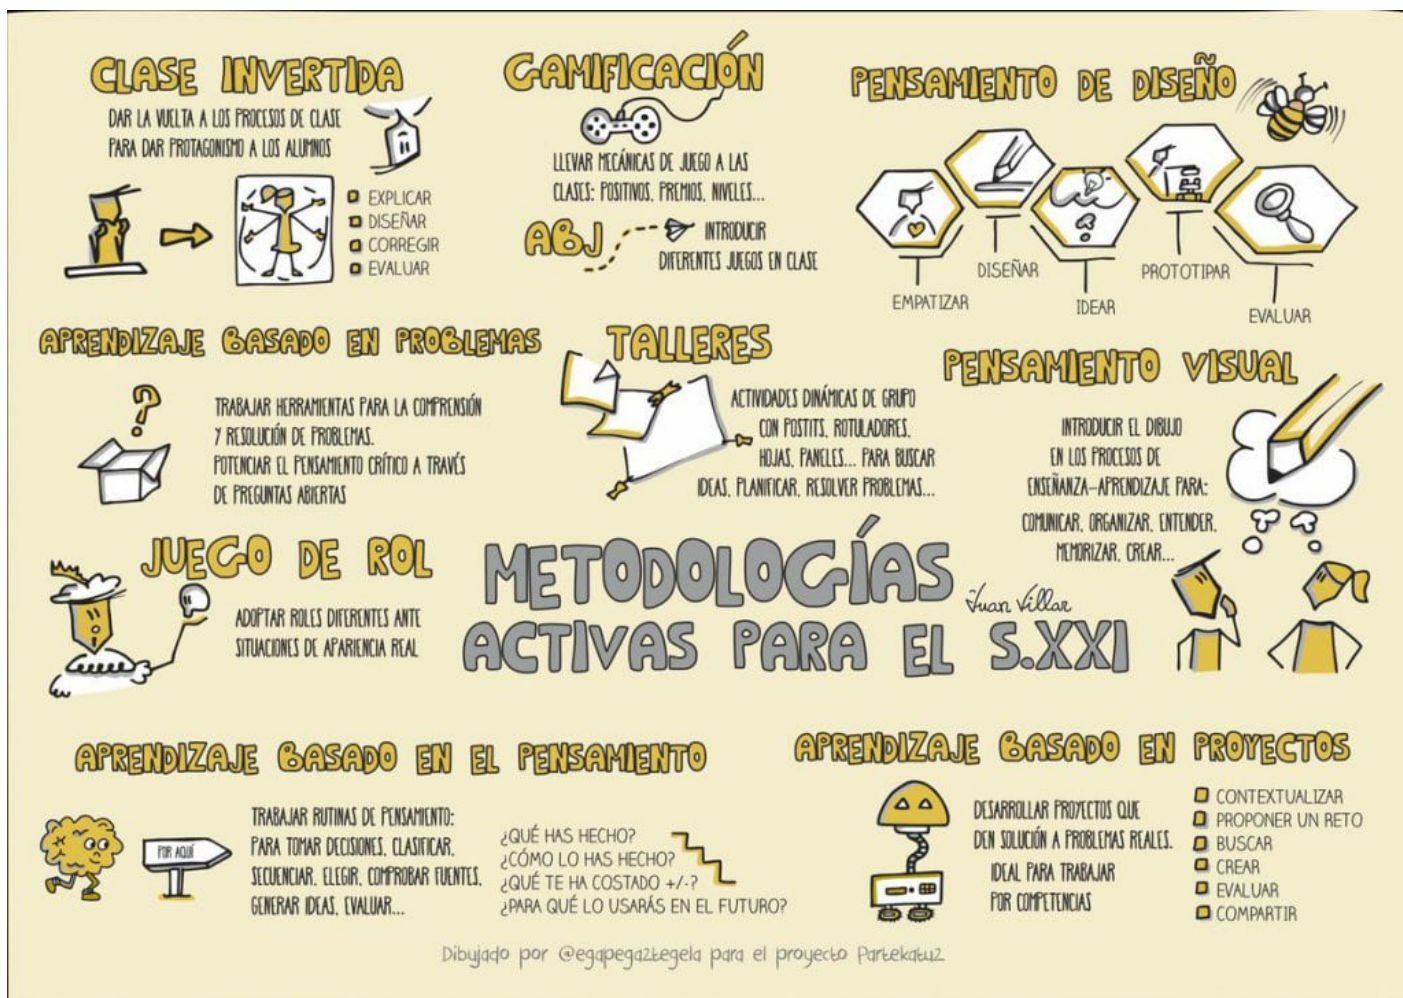 CLASE INVERTIDA
DAR LA VUELTA A LOS PROCESOS DE CLASE
PARA DAR PROTAGONISMO A LOS ALUMNOS
EXPLICAR
DISEÑAR
CORREGIR
EVALUAR
GAMIFICACIÓN
LLEVAR MECÁNICAS DE JUEGO A LAS
CLASES: POSITIVOS, PREMIOS, NIVELES...
ABJ
INTRODUCIR
DIFERENTES JUEGOS EN CLASE
PENSAMIENTO DE DISEÑO
EMPATIZAR
DISEÑAR
IDEAR
PROTOTIPAR
EVALUAR
APRENDIZAJE BASADO EN PROBLEMAS
TRABAJAR HERRAMIENTAS PARA LA COMPRENSIÓN
Y RESOLUCIÓN DE PROBLEMAS.
POTENCIAR EL PENSAMIENTO CRÍTICO A TRAVÉS
DE PREGUNTAS ABIERTAS
TALLERES
ACTIVIDADES DINÁMICAS DE GRUPO
CON POSTITS, ROTULADORES,
HOJAS, PANELES... PARA BUSCAR
IDEAS, PLANIFICAR, RESOLVER PROBLEMAS...
PENSAMIENTO VISUAL
INTRODUCIR EL DIBUJO
EN LOS PROCESOS DE
ENSEÑANZA-APRENDIZAJE PARA:
COMUNICAR, ORGANIZAR, ENTENDER,
MEMORIZAR, CREAR...
JUEGO DE ROL
ADOPTAR ROLES DIFERENTES ANTE
SITUACIONES DE APARIENCIA REAL
METODOLOGÍAS
ACTIVAS PARA EL S.XXI
Juan Villar
APRENDIZAJE BASADO EN EL PENSAMIENTO
POR AQUÍ
TRABAJAR RUTINAS DE PENSAMIENTO:
PARA TOMAR DECISIONES, CLASIFICAR,
SECUENCIAR, ELEGIR, COMPROBAR FUENTES,
GENERAR IDEAS, EVALUAR...
¿QUÉ HAS HECHO?
¿CÓMO LO HAS HECHO?
¿QUÉ TE HA COSTADO +/-?
¿PARA QUÉ LO USARÁS EN EL FUTURO?
APRENDIZAJE BASADO EN PROYECTOS
DESARROLLAR PROYECTOS QUE
DEN SOLUCIÓN A PROBLEMAS REALES.
IDEAL PARA TRABAJAR
POR COMPETENCIAS
CONTEXTUALIZAR
PROPONER UN RETO
BUSCAR
CREAR
EVALUAR
COMPARTIR
Dibujado por @egapega2tegela para el proyecto Partekatu2